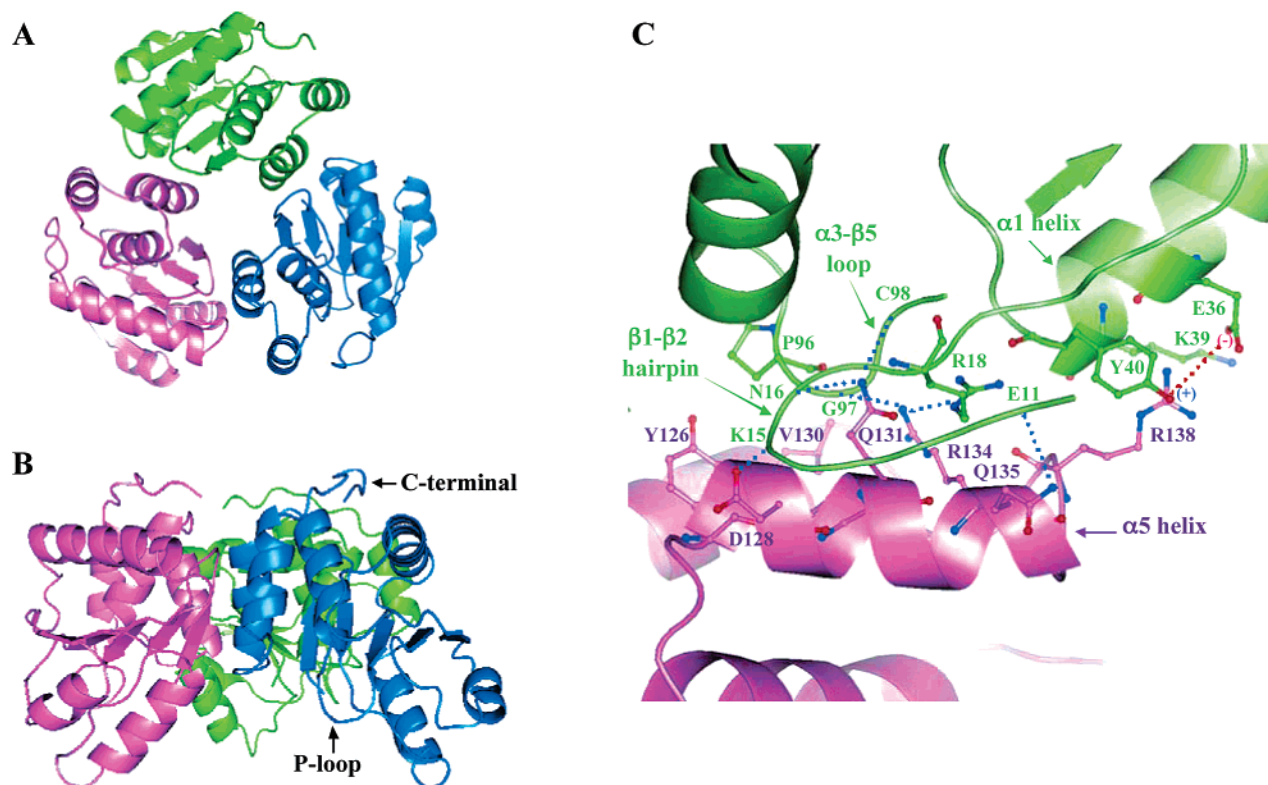 A
B
C-terminal
P-loop
C
α3-β5
loop
α1 helix
C98
E36
β1-β2
hairpin
P96
R18
K39
(-)
Y40
N16
G97
E11
(+)
Y126
K15
V130
Q131
R134
R138
Q135
D128
α5 helix